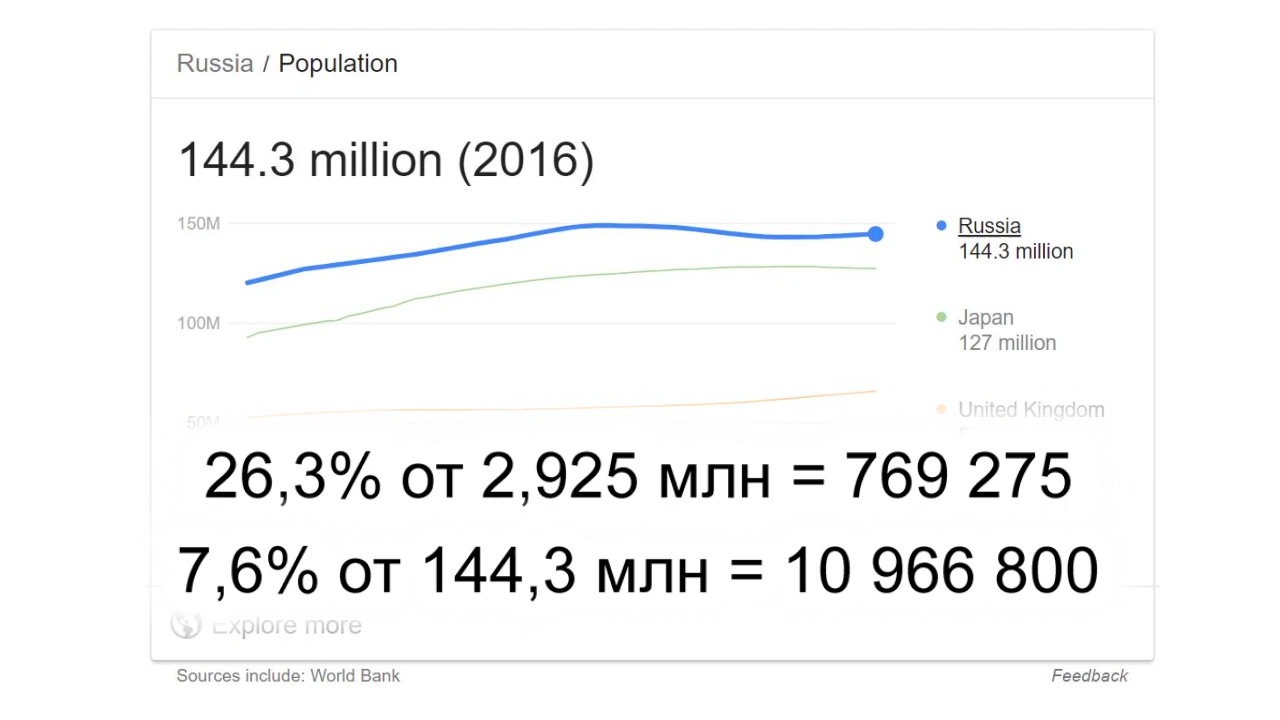 Russia / Population
144.3 million (2016)
150M
Russia
144.3 million
100M
Japan
127 million
50M
United Kingdom
26,3% от 2,925 млн = 769 275
7,6% от 144,3 млн = 10 966 800
Explore more
Sources include: World Bank
Feedback